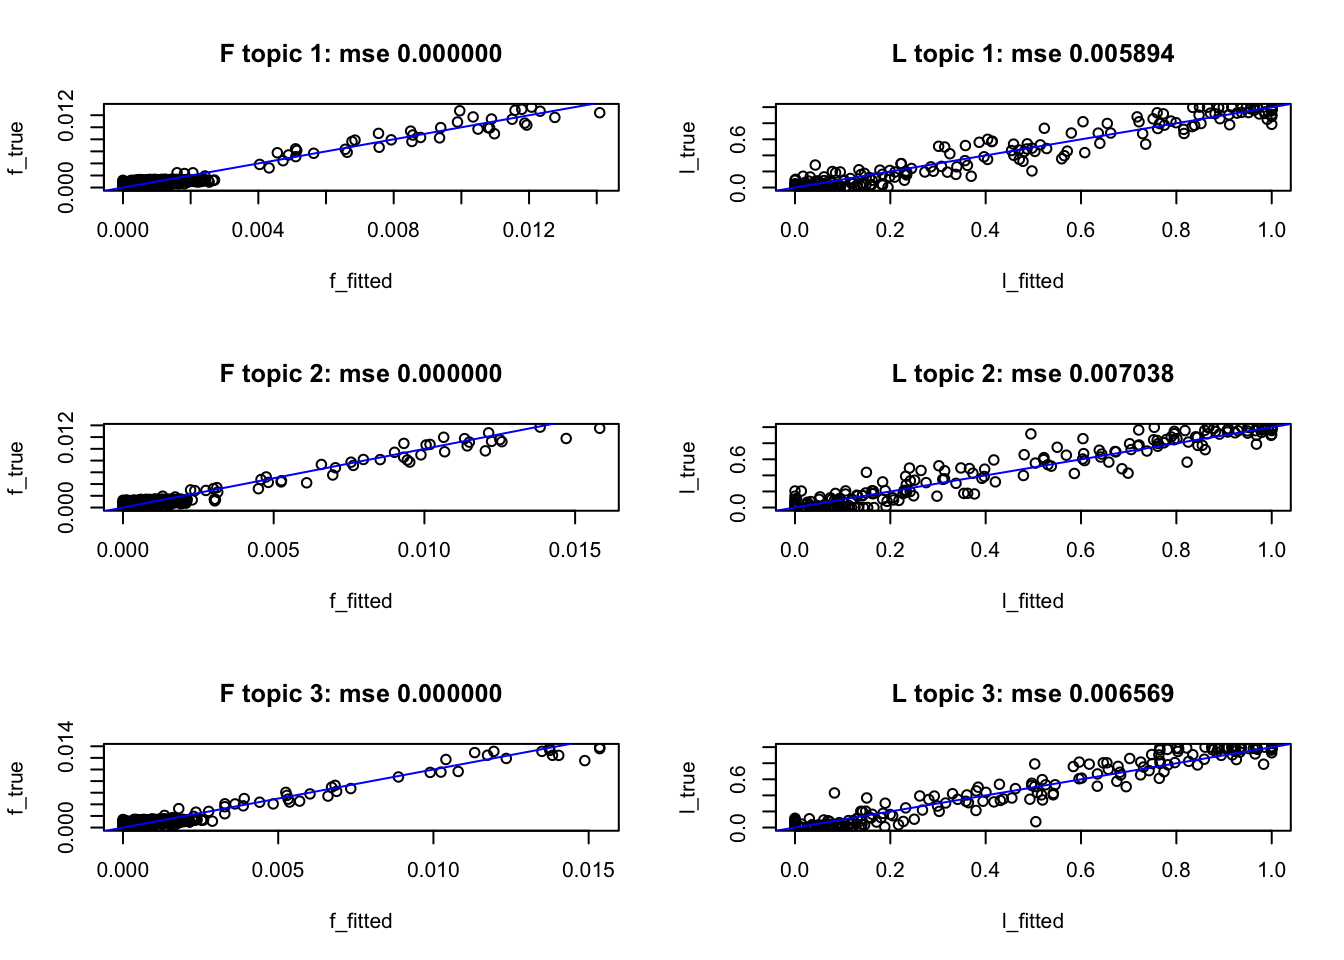 F topic 1: mse 0.000000
f_true
0.000 0.012
0.000 0.004 0.008 0.012
f_fitted
L topic 1: mse 0.005894
l_true
0.0 0.6
0.0 0.2 0.4 0.6 0.8 1.0
l_fitted
F topic 2: mse 0.000000
f_true
0.000 0.012
0.000 0.005 0.010 0.015
f_fitted
L topic 2: mse 0.007038
l_true
0.0 0.6
0.0 0.2 0.4 0.6 0.8 1.0
l_fitted
F topic 3: mse 0.000000
f_true
0.000 0.014
0.000 0.005 0.010 0.015
f_fitted
L topic 3: mse 0.006569
l_true
0.0 0.6
0.0 0.2 0.4 0.6 0.8 1.0
l_fitted